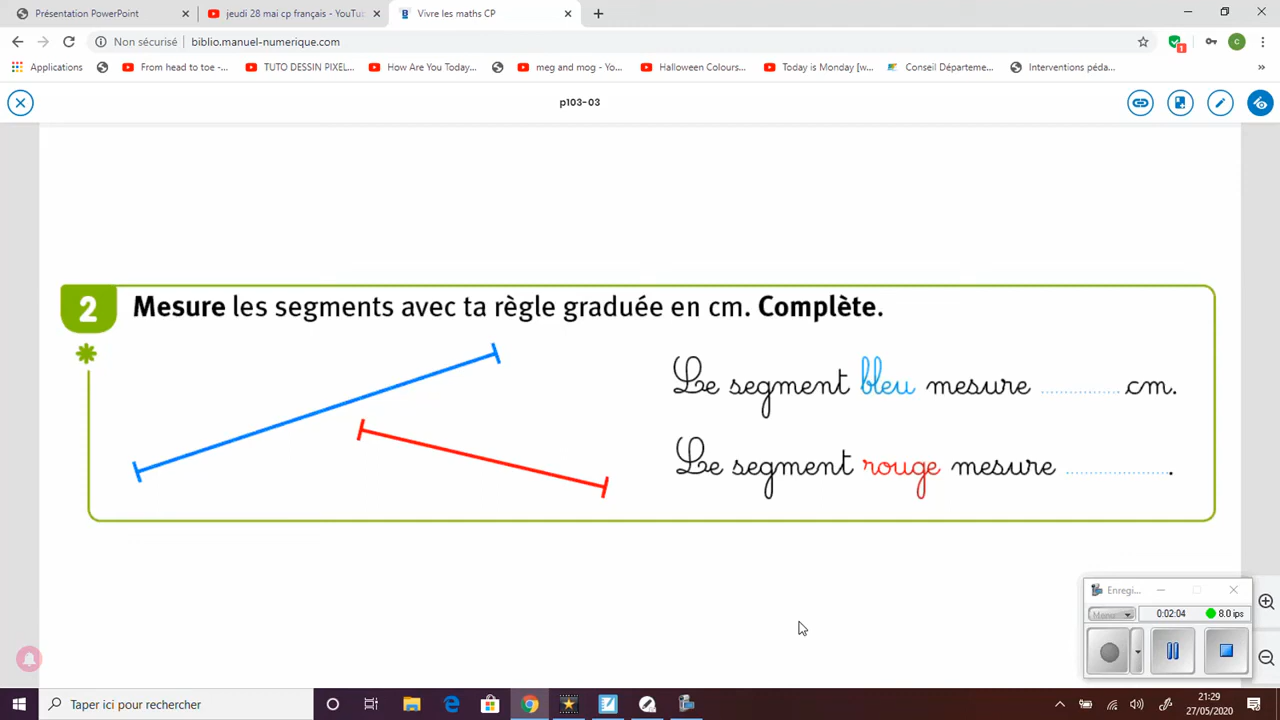 Présentation PowerPoint
jeudi 28 mai cp français - YouTu
Vivre les maths CP
Non sécurisé
biblio.manuel-numerique.com
Applications
From head to toe -...
TUTO DESSIN PIXEL...
How Are You Today...
meg and mog - Yo...
Halloween Colours...
Today is Monday [w...
Conseil Départeme...
Interventions péda...
»
p103-03
2
Mesure les segments avec ta règle graduée en cm. Complète.
Le segment bleu mesure .................... cm.
Le segment rouge mesure .......................... .
Enregi...
Menu
0:02:04
8.0 ips
Taper ici pour rechercher
21:29
27/05/2020